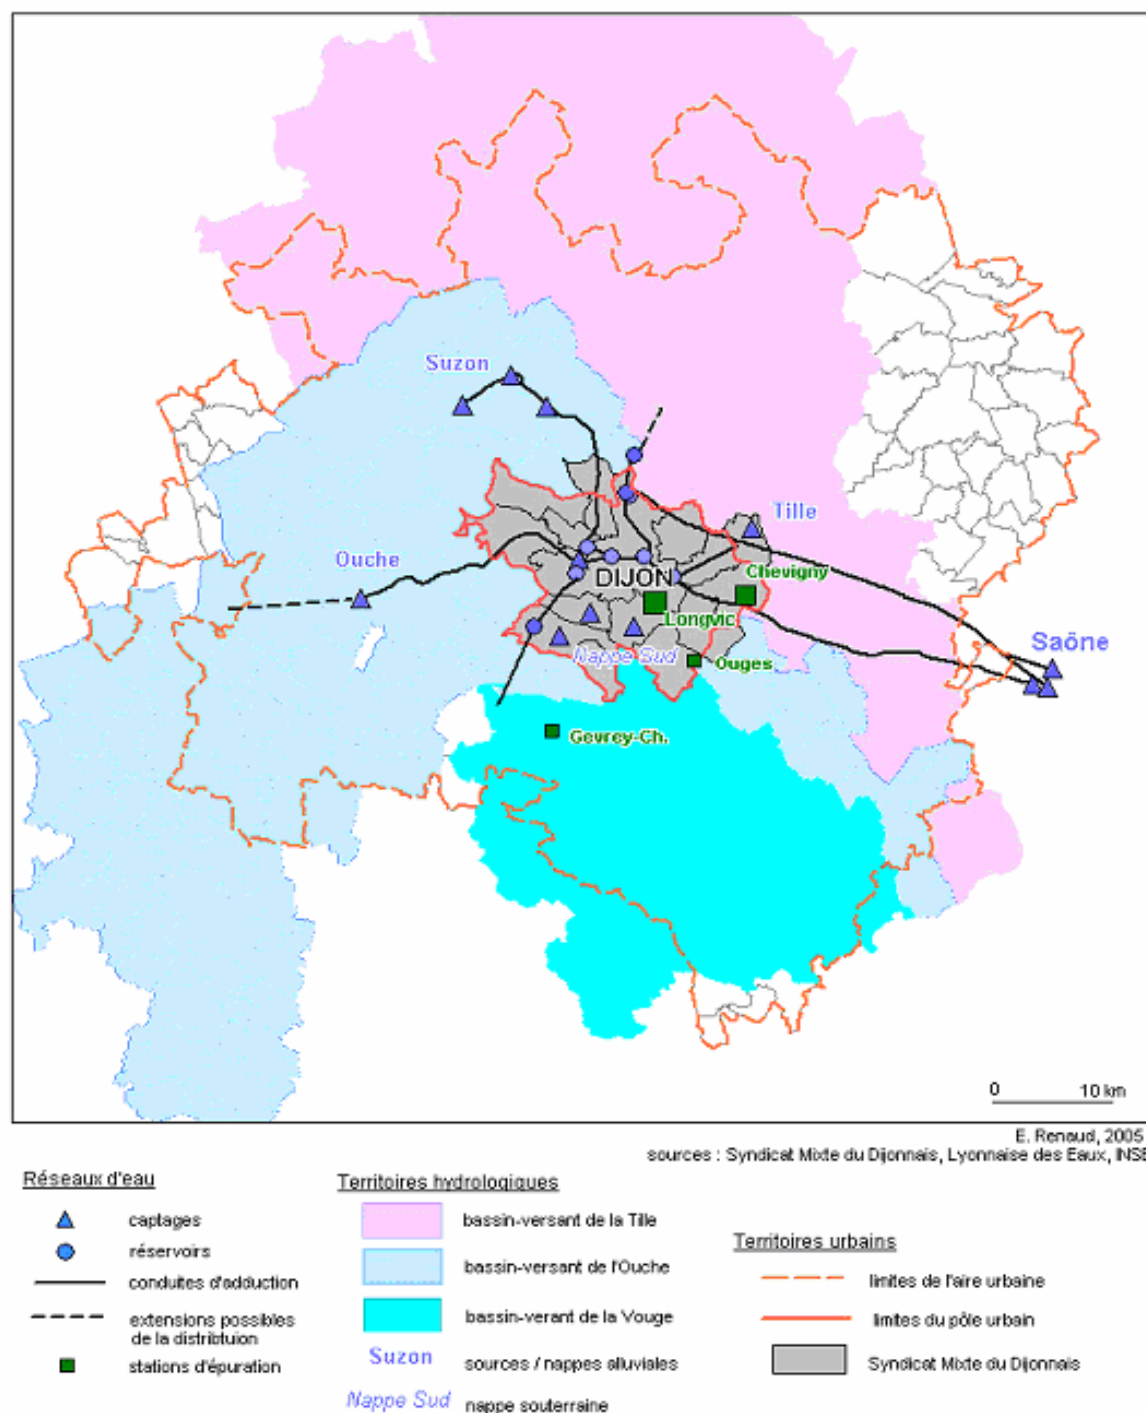 Suzon
Tille
Ouche
Chevigny
DIJON
Longvic
Saône
Nappe Sud
Ouges
Gevrey-Ch.
0 10 km
E. Renaud, 2005
sources : Syndicat Mixte du Dijonnais, Lyonnaise des Eaux, INSE
Réseaux d'eau
captages
réservoirs
conduites d'adduction
extensions possibles
de la distribtuion
stations d'épuration
Territoires hydrologiques
bassin-versant de la Tille
bassin-versant de l'Ouche
bassin-verant de la Vouge
Suzon sources / nappes alluviales
Nappe Sud nappe souterraine
Territoires urbains
limites de l'aire urbaine
limites du pôle urbain
Syndicat Mixte du Dijonnais